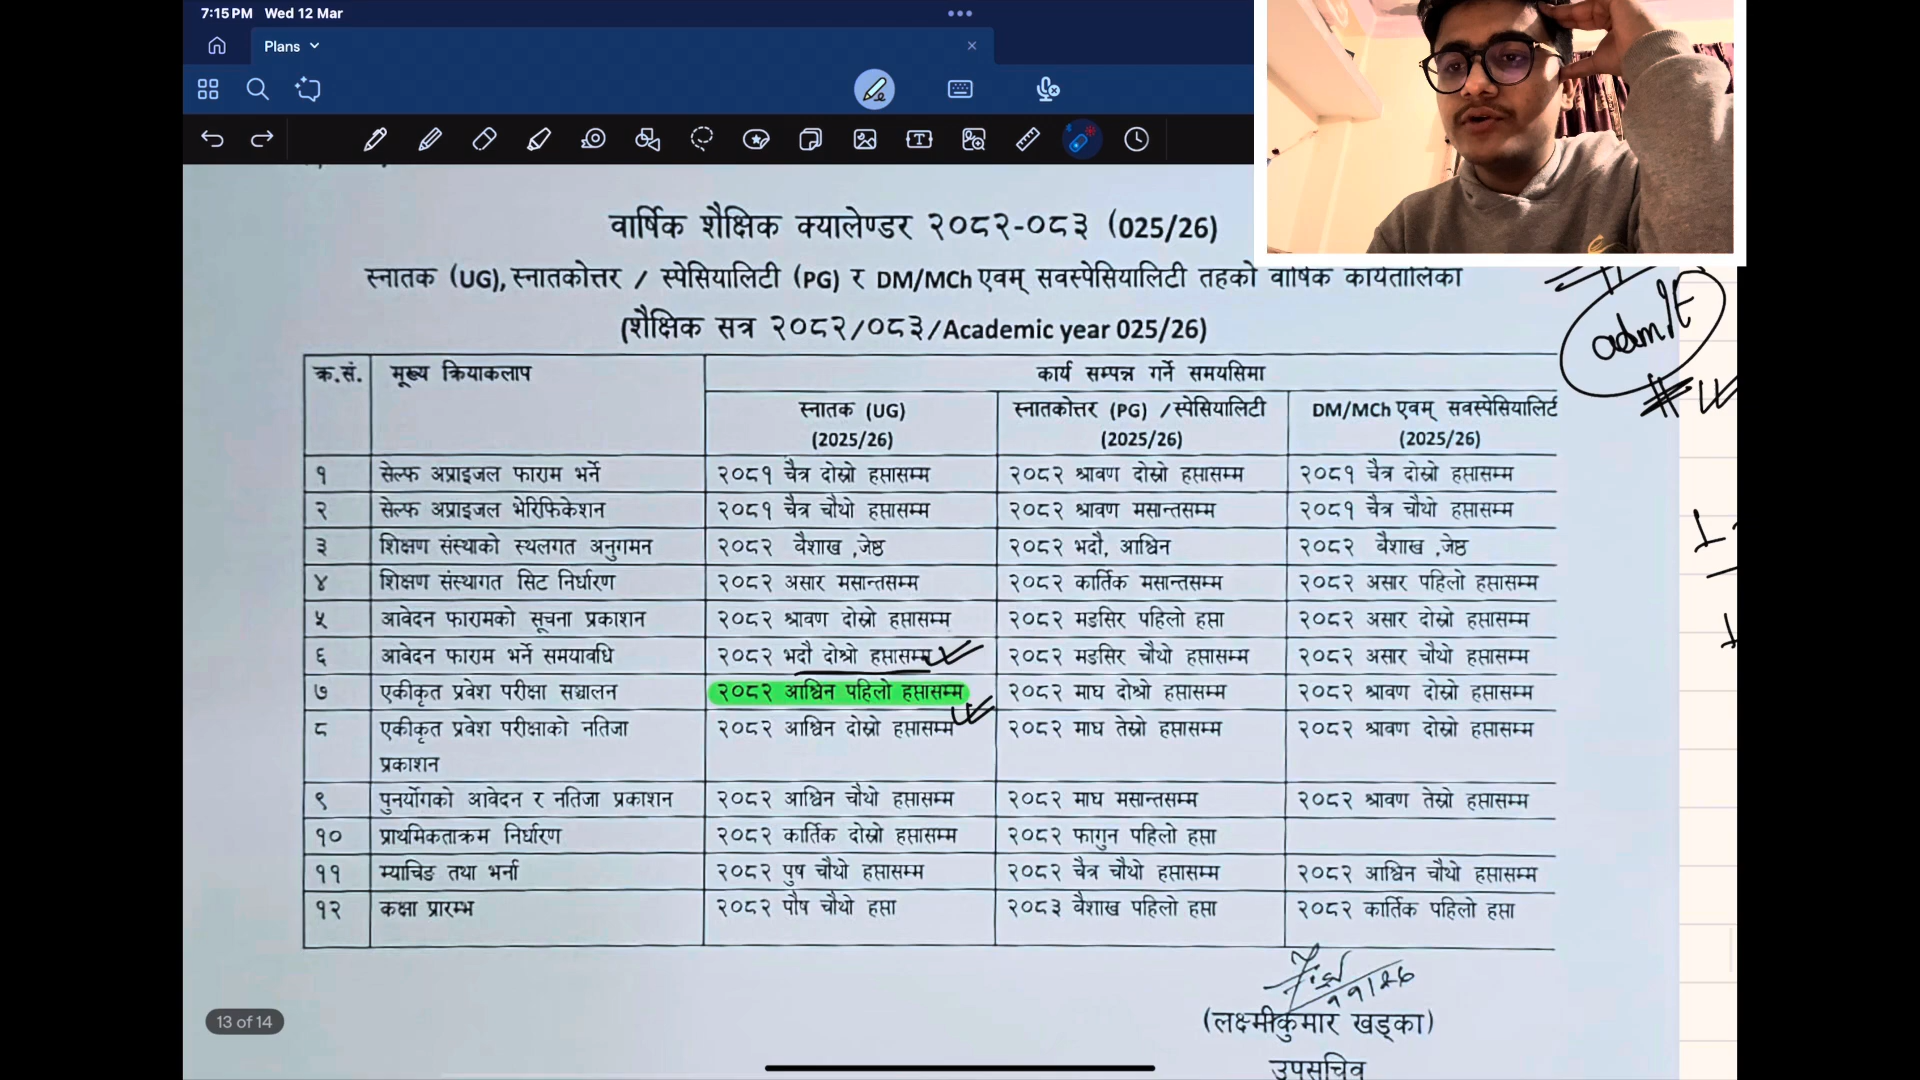 7:15 PM Wed 12 Mar
Plans
वार्षिक शैक्षिक क्यालेण्डर २०८२-०८३ (025/26)
स्नातक (UG), स्नातकोत्तर / स्पेसियालिटी (PG) र DM/MCh एवम् सवस्पेसियालिटी तहको वार्षिक कार्यतालिका
(शैक्षिक सत्र २०८२/०८३/Academic year 025/26)
admit
क्र.सं. मूख्य क्रियाकलाप कार्य सम्पन्न गर्ने समयसिमा
स्नातक (UG) (2025/26) स्नातकोत्तर (PG) /स्पेसियालिटी (2025/26) DM/MCh एवम् सवस्पेसियालिटि (2025/26)
१ सेल्फ अप्राइजल फाराम भर्ने २०८१ चैत्र दोस्रो हप्तासम्म २०८२ श्रावण दोस्रो हप्तासम्म २०८१ चैत्र दोस्रो हप्तासम्म
२ सेल्फ अप्राइजल भेरिफिकेशन २०८१ चैत्र चौथो हप्तासम्म २०८२ श्रावण मसान्तसम्म २०८१ चैत्र चौथो हप्तासम्म
३ शिक्षण संस्थाको स्थलगत अनुगमन २०८२ वैशाख ,जेष्ठ २०८२ भदौ, आश्विन २०८२ वैशाख ,जेष्ठ
४ शिक्षण संस्थागत सिट निर्धारण २०८२ असार मसान्तसम्म २०८२ कार्तिक मसान्तसम्म २०८२ असार पहिलो हप्तासम्म
५ आवेदन फारामको सूचना प्रकाशन २०८२ श्रावण दोस्रो हप्तासम्म २०८२ मडसिर पहिलो हप्ता २०८२ असार दोस्रो हप्तासम्म
६ आवेदन फाराम भर्ने समयावधि २०८२ भदौ दोश्रो हप्तासम्म २०८२ मडसिर चौथो हप्तासम्म २०८२ असार चौथो हप्तासम्म
७ एकीकृत प्रवेश परीक्षा सञ्चालन २०८२ आश्विन पहिलो हप्तासम्म २०८२ माघ दोश्रो हप्तासम्म २०८२ श्रावण दोस्रो हप्तासम्म
८ एकीकृत प्रवेश परीक्षाको नतिजा प्रकाशन २०८२ आश्विन दोस्रो हप्तासम्म २०८२ माघ तेस्रो हप्तासम्म २०८२ श्रावण दोस्रो हप्तासम्म
९ पुनर्योगको आवेदन र नतिजा प्रकाशन २०८२ आश्विन चौथो हप्तासम्म २०८२ माघ मसान्तसम्म २०८२ श्रावण तेस्रो हप्तासम्म
१० प्राथमिकताक्रम निर्धारण २०८२ कार्तिक दोस्रो हप्तासम्म २०८२ फागुन पहिलो हप्ता
११ म्याचिङ तथा भर्ना २०८२ पुष चौथो हप्तासम्म २०८२ चैत्र चौथो हप्तासम्म २०८२ आश्विन चौथो हप्तासम्म
१२ कक्षा प्रारम्भ २०८२ पौष चौथो हप्ता २०८३ वैशाख पहिलो हप्ता २०८२ कार्तिक पहिलो हप्ता
13 of 14
(लक्ष्मीकुमार खड्का)
उपसचिव